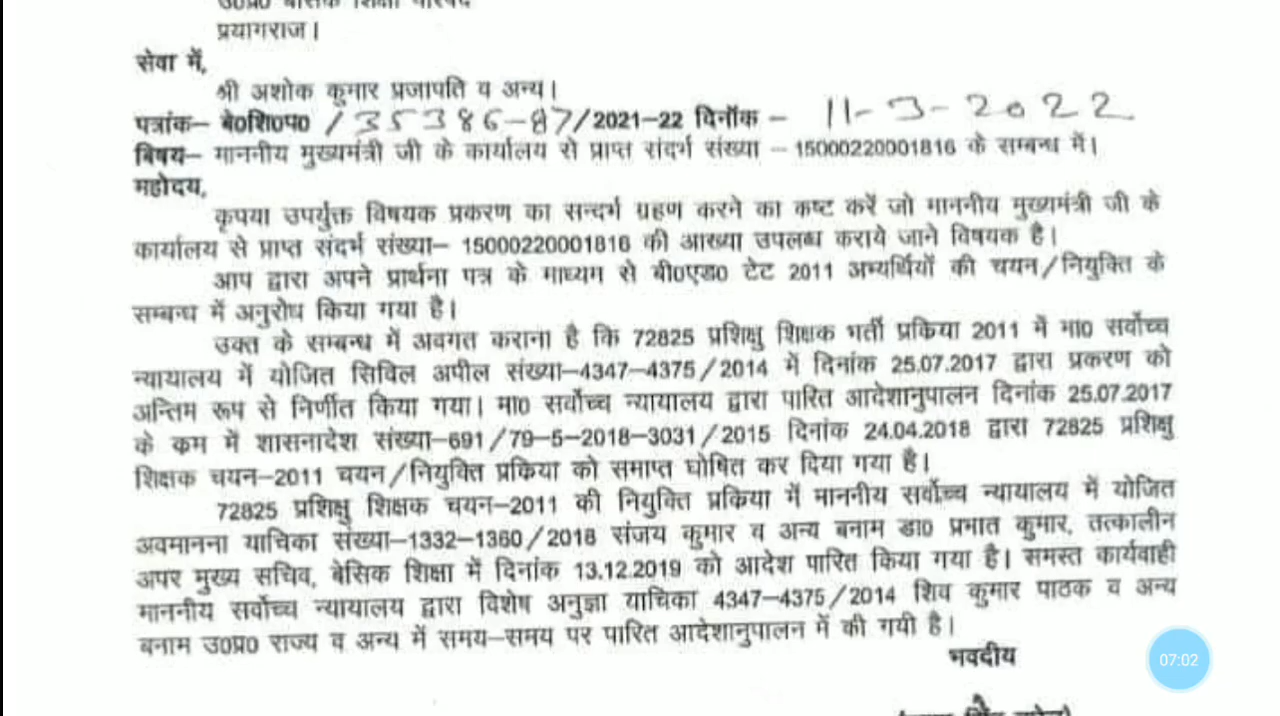 उ0प्र0 बेसिक शिक्षा परिषद
प्रयागराज।
सेवा में,
श्री अशोक कुमार प्रजापति व अन्य।
पत्रांक– बे0शि0प0 /35386-87/2021–22 दिनॉक – 11-3-2022
बिषय– माननीय मुख्यमंत्री जी के कार्यालय से प्राप्त संदर्भ संख्या – 15000220001816 के सम्बन्ध में।
महोदय,
कृपया उपर्युक्त विषयक प्रकरण का सन्दर्भ ग्रहण करने का कष्ट करें जो माननीय मुख्यमंत्री जी के
कार्यालय से प्राप्त संदर्भ संख्या– 15000220001816 की आख्या उपलब्ध कराये जाने विषयक है।
आप द्वारा अपने प्रार्थना पत्र के माध्यम से बी0एड0 टेट 2011 अभ्यर्थियों की चयन/नियुक्ति के
सम्बन्ध में अनुरोध किया गया है।
उक्त के सम्बन्ध में अवगत कराना है कि 72825 प्रशिक्षु शिक्षक भर्ती प्रकिया 2011 में मा0 सर्वोच्च
न्यायालय में योजित सिविल अपील संख्या–4347–4375/2014 में दिनांक 25.07.2017 द्वारा प्रकरण को
अन्तिम रूप से निर्णीत किया गया। मा0 सर्वोच्च न्यायालय द्वारा पारित आदेशानुपालन दिनांक 25.07.2017
के कम में शासनादेश संख्या–691/79–5–2018–3031/2015 दिनांक 24.04.2018 द्वारा 72825 प्रशिक्षु
शिक्षक चयन–2011 चयन/नियुक्ति प्रकिया को समाप्त घोषित कर दिया गया है।
72825 प्रशिक्षु शिक्षक चयन–2011 की नियुक्ति प्रकिया में माननीय सर्वोच्च न्यायालय में योजित
अवमानना याचिका संख्या–1332–1360/2018 संजय कुमार व अन्य बनाम डा0 प्रभात कुमार, तत्कालीन
अपर मुख्य सचिव, बेसिक शिक्षा में दिनांक 13.12.2019 को आदेश पारित किया गया है। समस्त कार्यवाही
माननीय सर्वोच्च न्यायालय द्वारा विशेष अनुज्ञा याचिका 4347–4375/2014 शिव कुमार पाठक व अन्य
बनाम उ0प्र0 राज्य व अन्य में समय–समय पर पारित आदेशानुपालन में की गयी है।
भवदीय
07:02